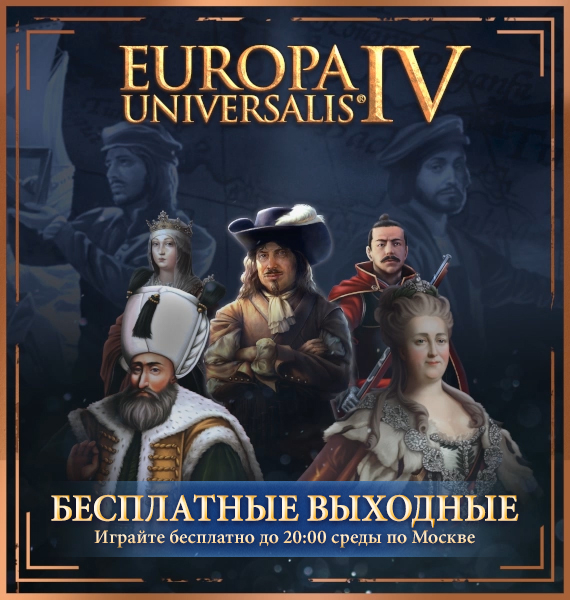 EUROPA
UNIVERSALIS® IV
БЕСПЛАТНЫЕ ВЫХОДНЫЕ
Играйте бесплатно до 20:00 среды по Москве